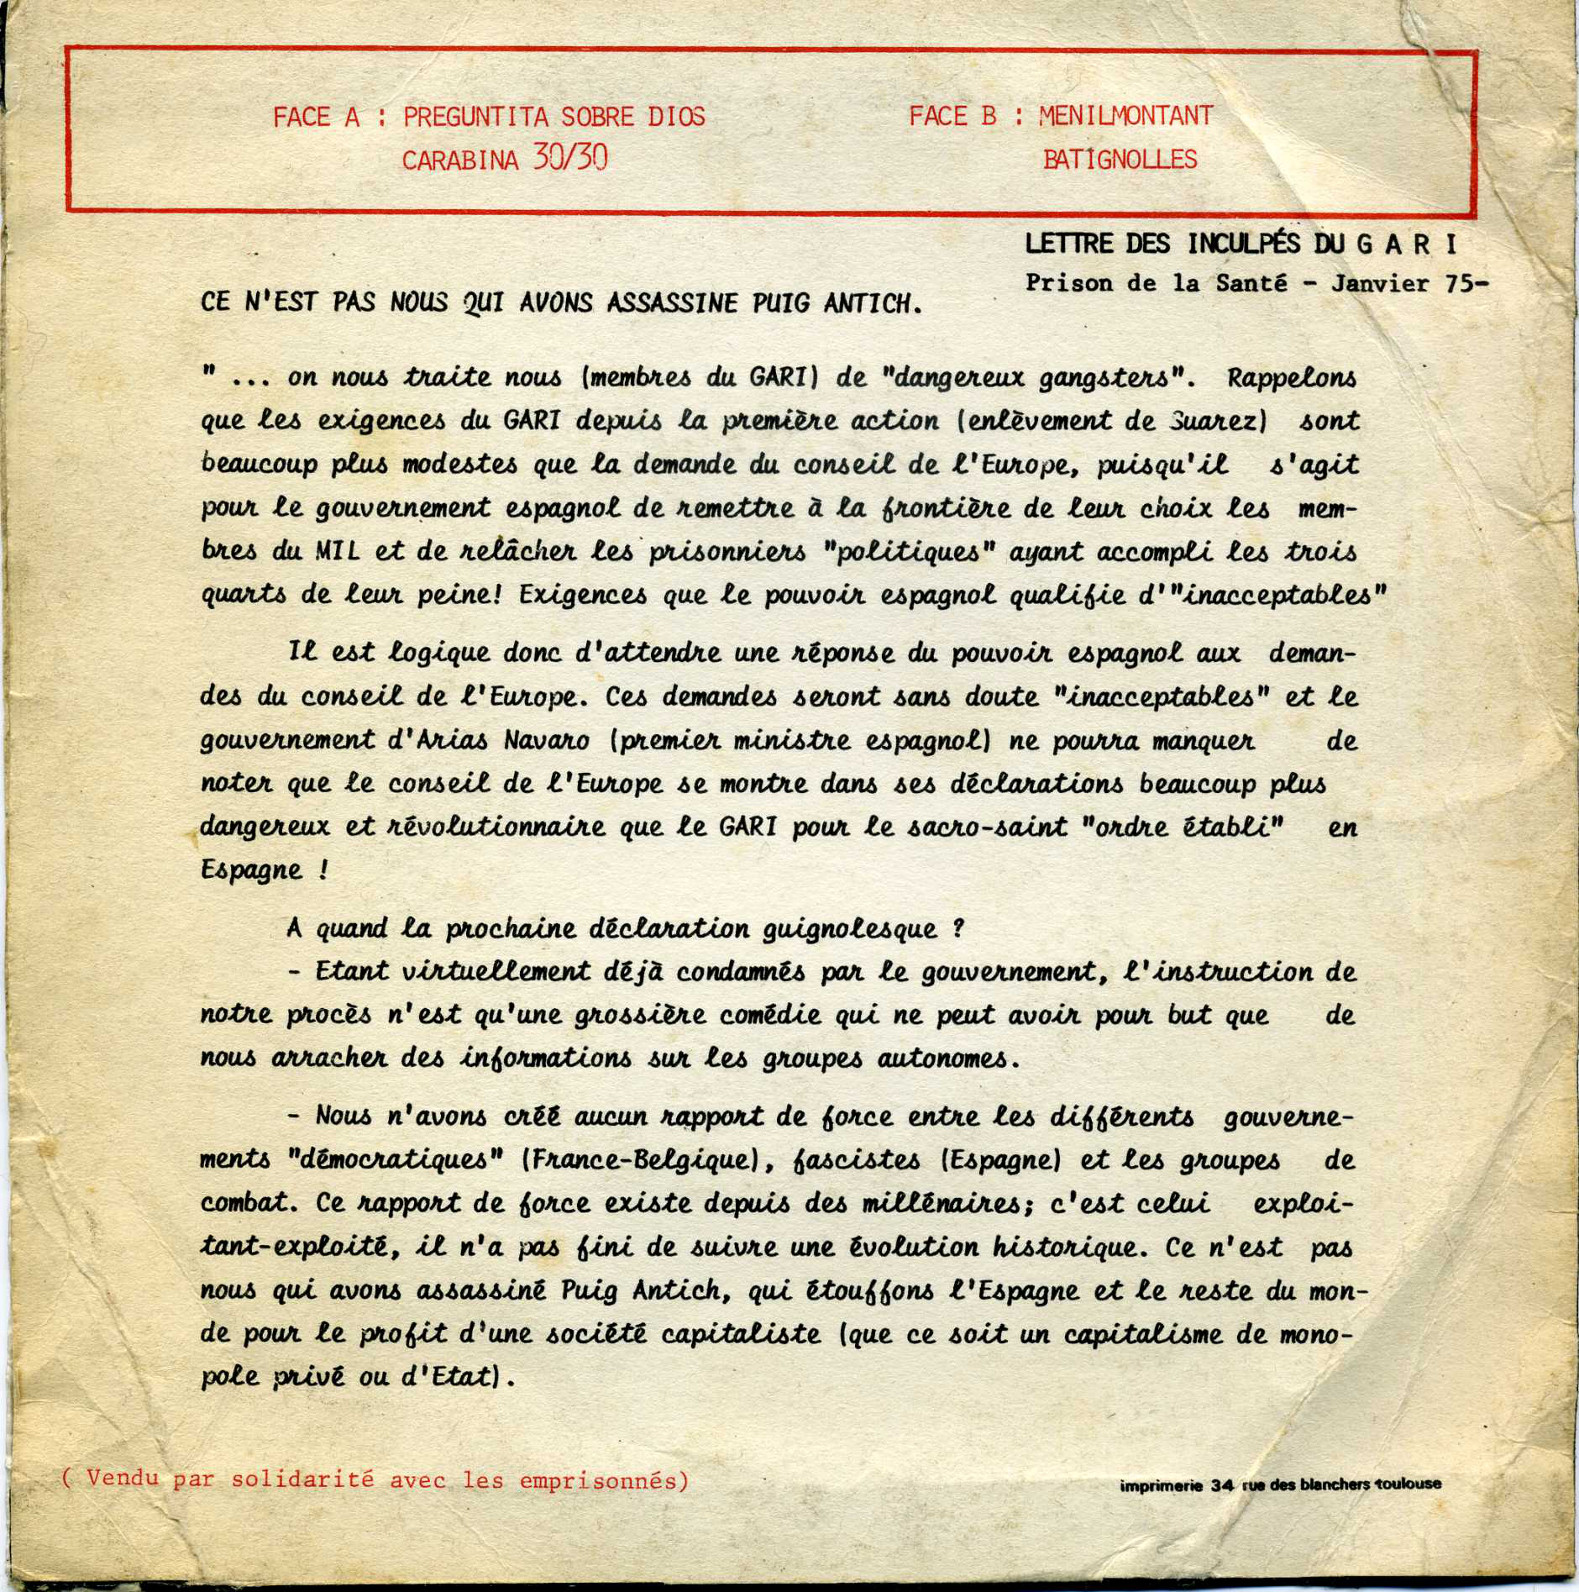 FACE A : PREGUNTITA SOBRE DIOS
CARABINA 30/30
FACE B : MENILMONTANT
BATIGNOLLES
LETTRE DES INCULPÉS DU G A R I
Prison de la Santé - Janvier 75-
CE N'EST PAS NOUS QUI AVONS ASSASSINE PUIG ANTICH.
" ... on nous traite nous (membres du GARI) de "dangereux gangsters". Rappelons
que les exigences du GARI depuis la première action (enlèvement de Suarez) sont
beaucoup plus modestes que la demande du conseil de l'Europe, puisqu'il s'agit
pour le gouvernement espagnol de remettre à la frontière de leur choix les mem-
bres du MIL et de relâcher les prisonniers "politiques" ayant accompli les trois
quarts de leur peine! Exigences que le pouvoir espagnol qualifie d'"inacceptables"
Il est logique donc d'attendre une réponse du pouvoir espagnol aux deman-
des du conseil de l'Europe. Ces demandes seront sans doute "inacceptables" et le
gouvernement d'Arias Navaro (premier ministre espagnol) ne pourra manquer de
noter que le conseil de l'Europe se montre dans ses déclarations beaucoup plus
dangereux et révolutionnaire que le GARI pour le sacro-saint "ordre établi" en
Espagne !
A quand la prochaine déclaration guignolesque ?
- Etant virtuellement déjà condamnés par le gouvernement, l'instruction de
notre procès n'est qu'une grossière comédie qui ne peut avoir pour but que de
nous arracher des informations sur les groupes autonomes.
- Nous n'avons créé aucun rapport de force entre les différents gouverne-
ments "démocratiques" (France-Belgique), fascistes (Espagne) et les groupes de
combat. Ce rapport de force existe depuis des millénaires; c'est celui exploi-
tant-exploité, il n'a pas fini de suivre une évolution historique. Ce n'est pas
nous qui avons assassiné Puig Antich, qui étouffons l'Espagne et le reste du mon-
de pour le profit d'une société capitaliste (que ce soit un capitalisme de mono-
pole privé ou d'Etat).
( Vendu par solidarité avec les emprisonnés)
imprimerie 34 rue des blanchers toulouse